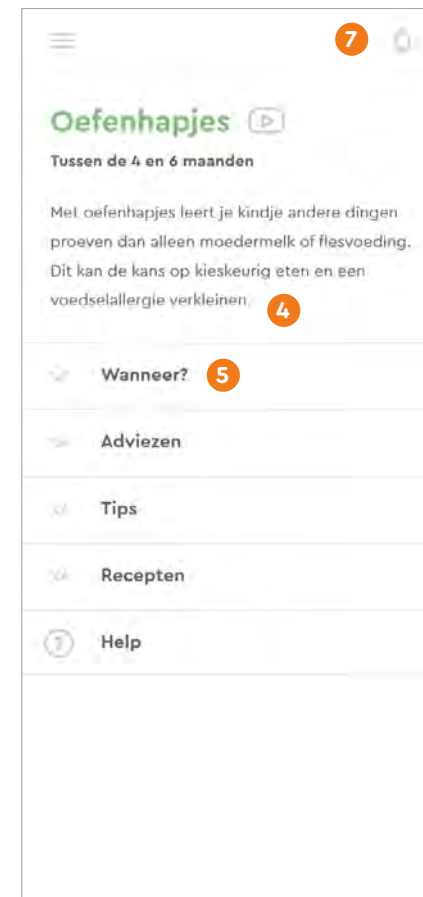 7
Oefenhapjes
Tussen de 4 en 6 maanden
Met oefenhapjes leert je kindje andere dingen
proeven dan alleen moedermelk of flesvoeding.
Dit kan de kans op kieskeurig eten en een
voedselallergie verkleinen. 4
Wanneer? 5
Adviezen
Tips
Recepten
? Help